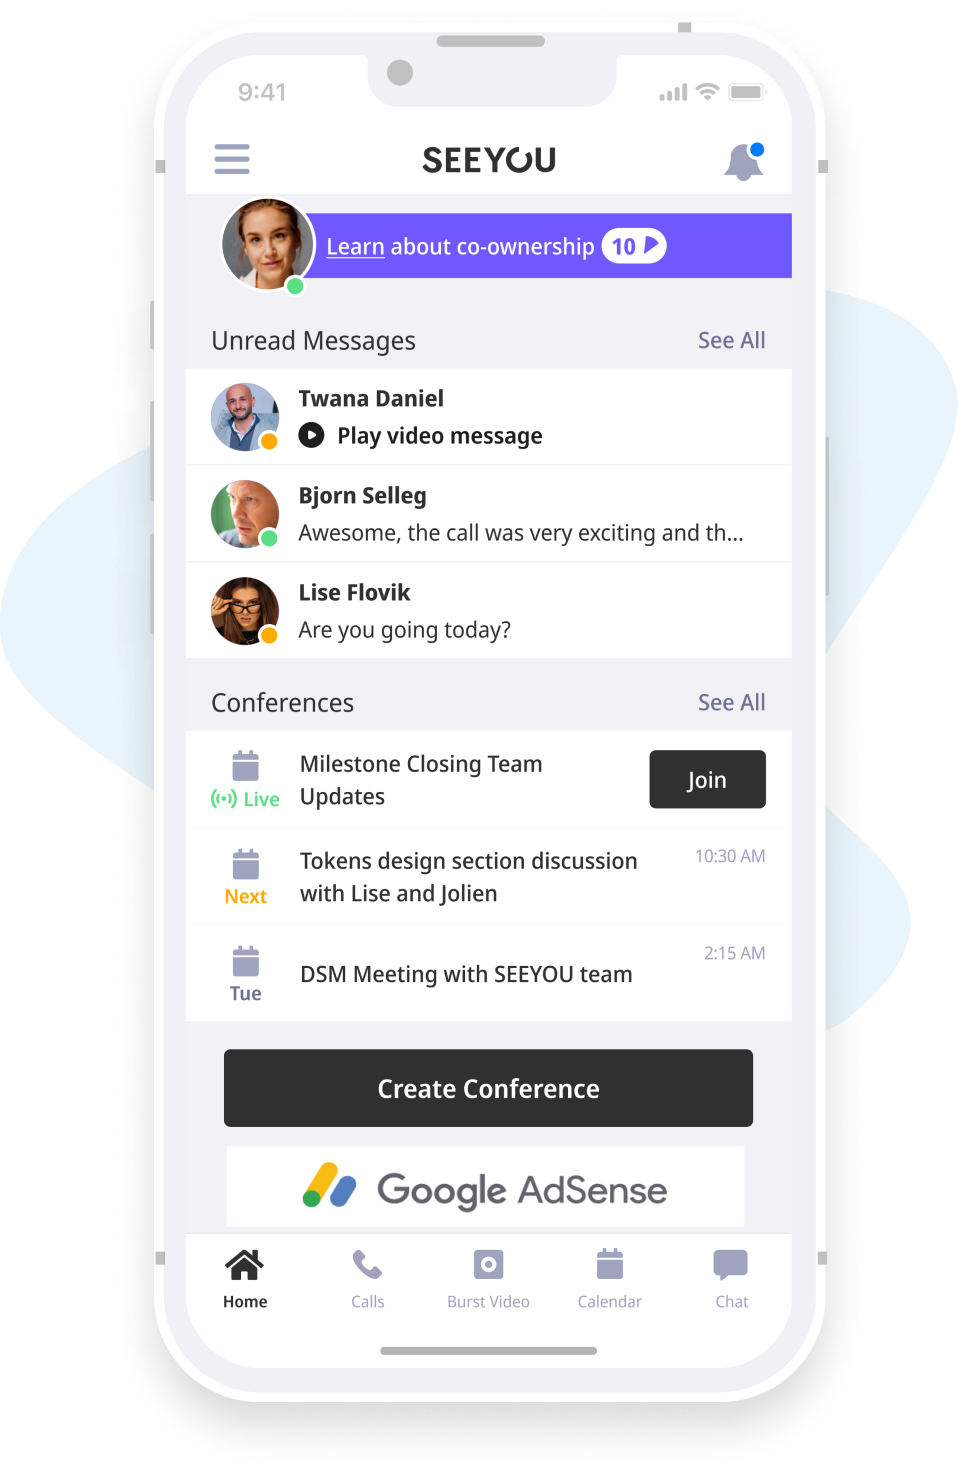 9:41
SEEYOU
Learn about co-ownership 10
Unread Messages See All
Twana Daniel
Play video message
Bjorn Selleg
Awesome, the call was very exciting and th...
Lise Flovik
Are you going today?
Conferences See All
Milestone Closing Team
Updates
Live
Join
Tokens design section discussion
with Lise and Jolien
Next
10:30 AM
DSM Meeting with SEEYOU team
Tue
2:15 AM
Create Conference
Google AdSense
Home Calls Burst Video Calendar Chat